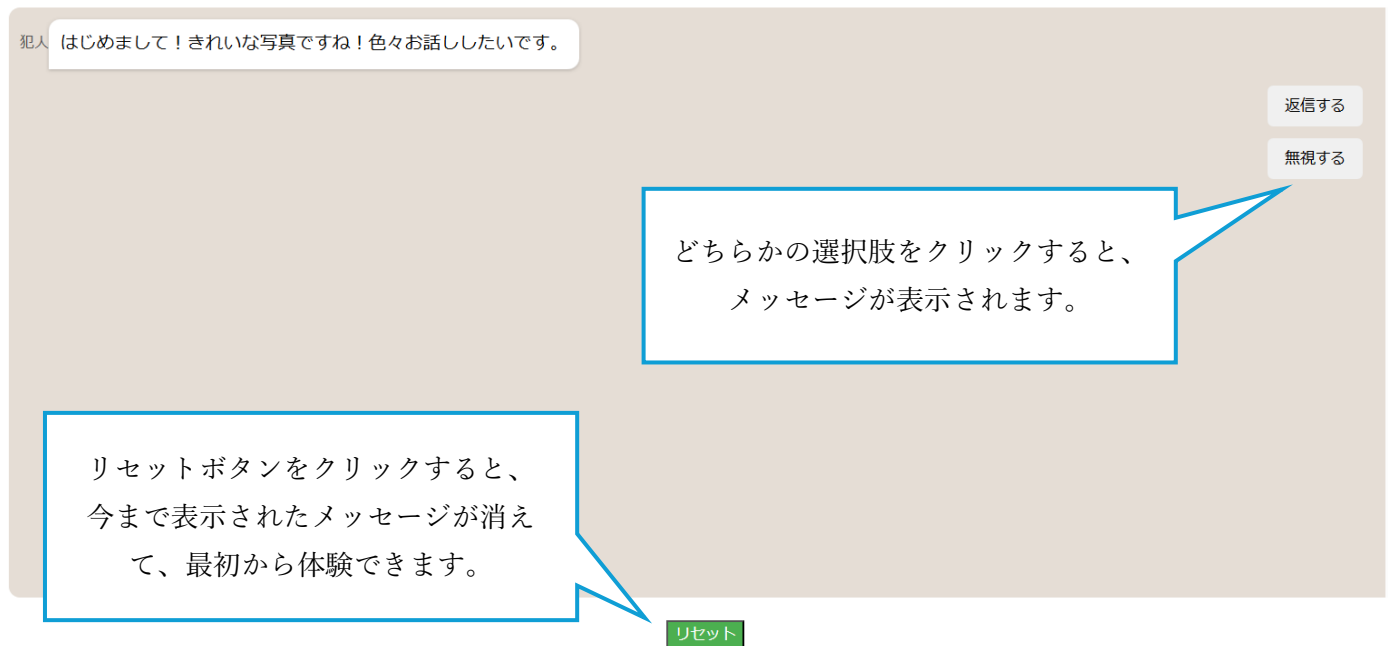 犯人
はじめまして！きれいな写真ですね！色々お話ししたいです。
返信する
無視する
どちらかの選択肢をクリックすると、
メッセージが表示されます。
リセットボタンをクリックすると、
今まで表示されたメッセージが消え
て、最初から体験できます。
リセット